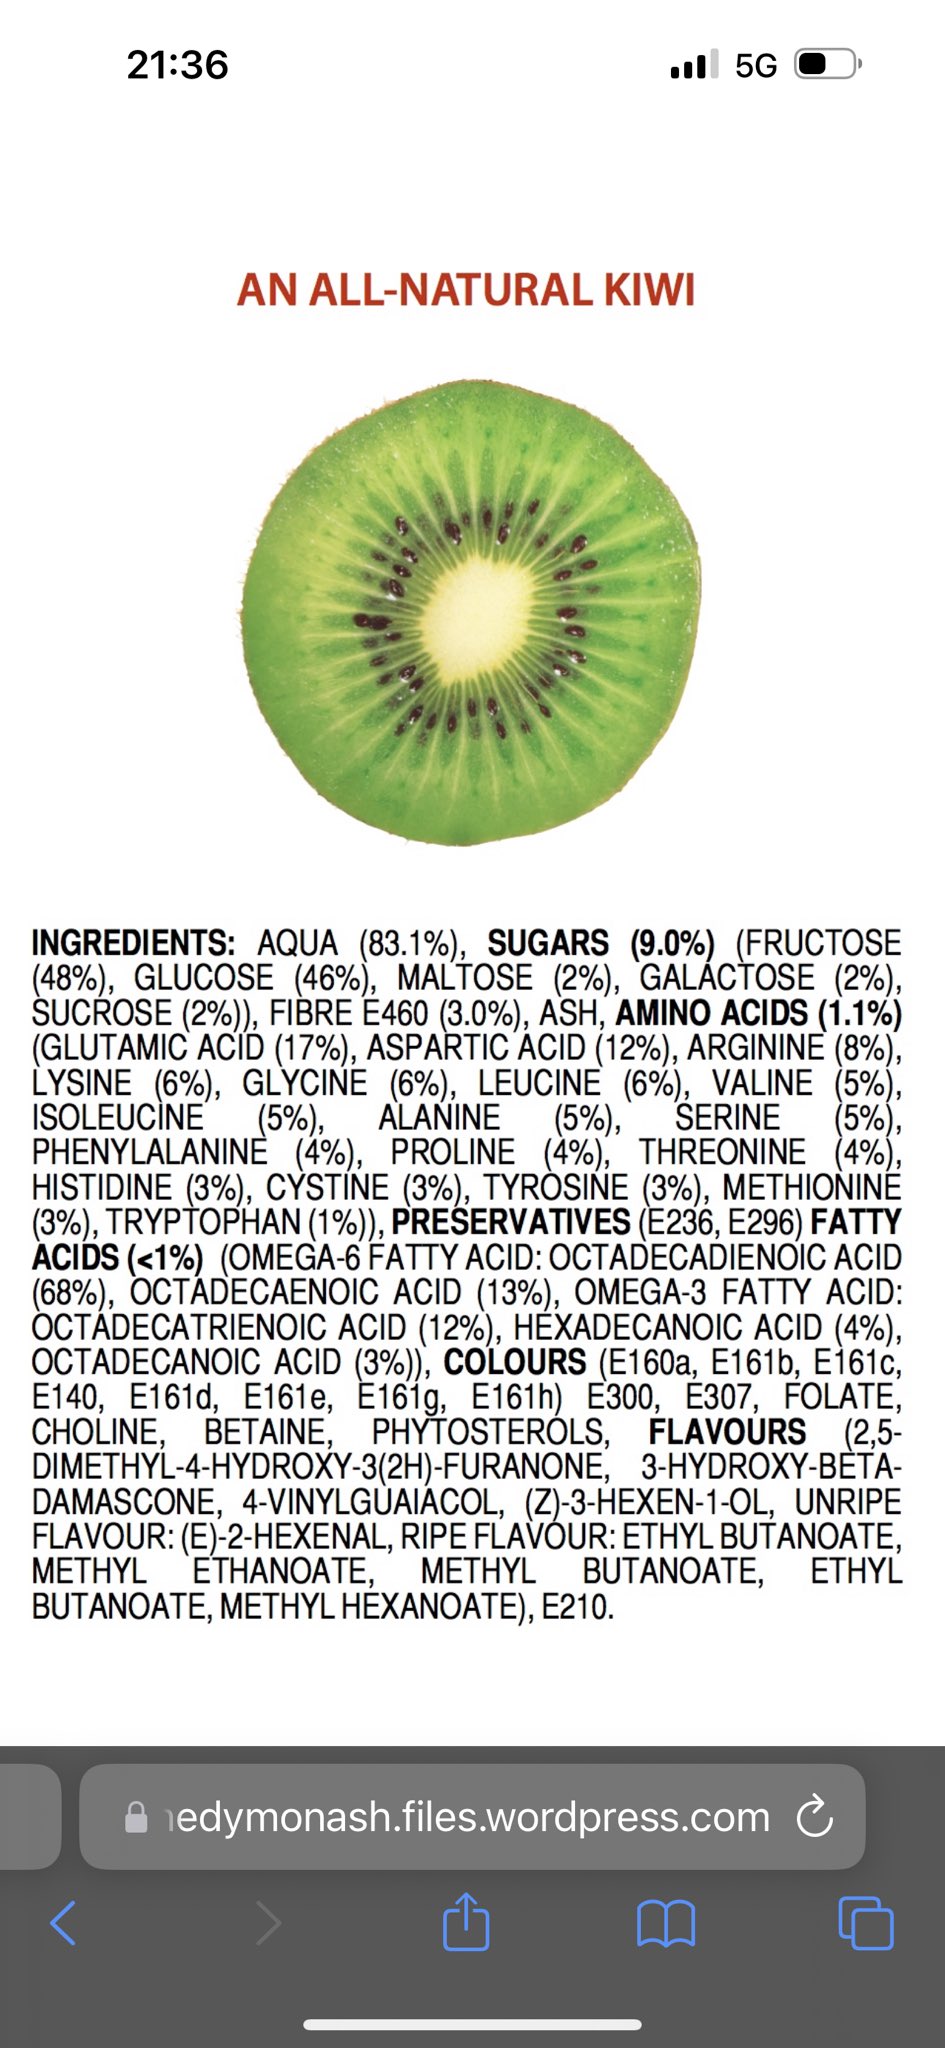 21:36
5G
AN ALL-NATURAL KIWI
INGREDIENTS: AQUA (83.1%), SUGARS (9.0%) (FRUCTOSE
(48%), GLUCOSE (46%), MALTOSE (2%), GALACTOSE (2%),
SUCROSE (2%)), FIBRE E460 (3.0%), ASH, AMINO ACIDS (1.1%)
(GLUTAMIC ACID (17%), ASPARTIC ACID (12%), ARGININE (8%),
LYSINE (6%), GLYCINE (6%), LEUCINE (6%), VALINE (5%),
ISOLEUCINE (5%), ALANINE (5%), SERINE (5%),
PHENYLALANINE (4%), PROLINE (4%), THREONINE (4%),
HISTIDINE (3%), CYSTINE (3%), TYROSINE (3%), METHIONINE
(3%), TRYPTOPHAN (1%)), PRESERVATIVES (E236, E296) FATTY
ACIDS (<1%) (OMEGA-6 FATTY ACID: OCTADECADIENOIC ACID
(68%), OCTADECAENOIC ACID (13%), OMEGA-3 FATTY ACID:
OCTADECATRIENOIC ACID (12%), HEXADECANOIC ACID (4%),
OCTADECANOIC ACID (3%)), COLOURS (E160a, E161b, E161c,
E140, E161d, E161e, E161g, E161h) E300, E307, FOLATE,
CHOLINE, BETAINE, PHYTOSTEROLS, FLAVOURS (2,5-
DIMETHYL-4-HYDROXY-3(2H)-FURANONE, 3-HYDROXY-BETA-
DAMASCONE, 4-VINYLGUAIACOL, (Z)-3-HEXEN-1-OL, UNRIPE
FLAVOUR: (E)-2-HEXENAL, RIPE FLAVOUR: ETHYL BUTANOATE,
METHYL ETHANOATE, METHYL BUTANOATE, ETHYL
BUTANOATE, METHYL HEXANOATE), E210.
edymonash.files.wordpress.com